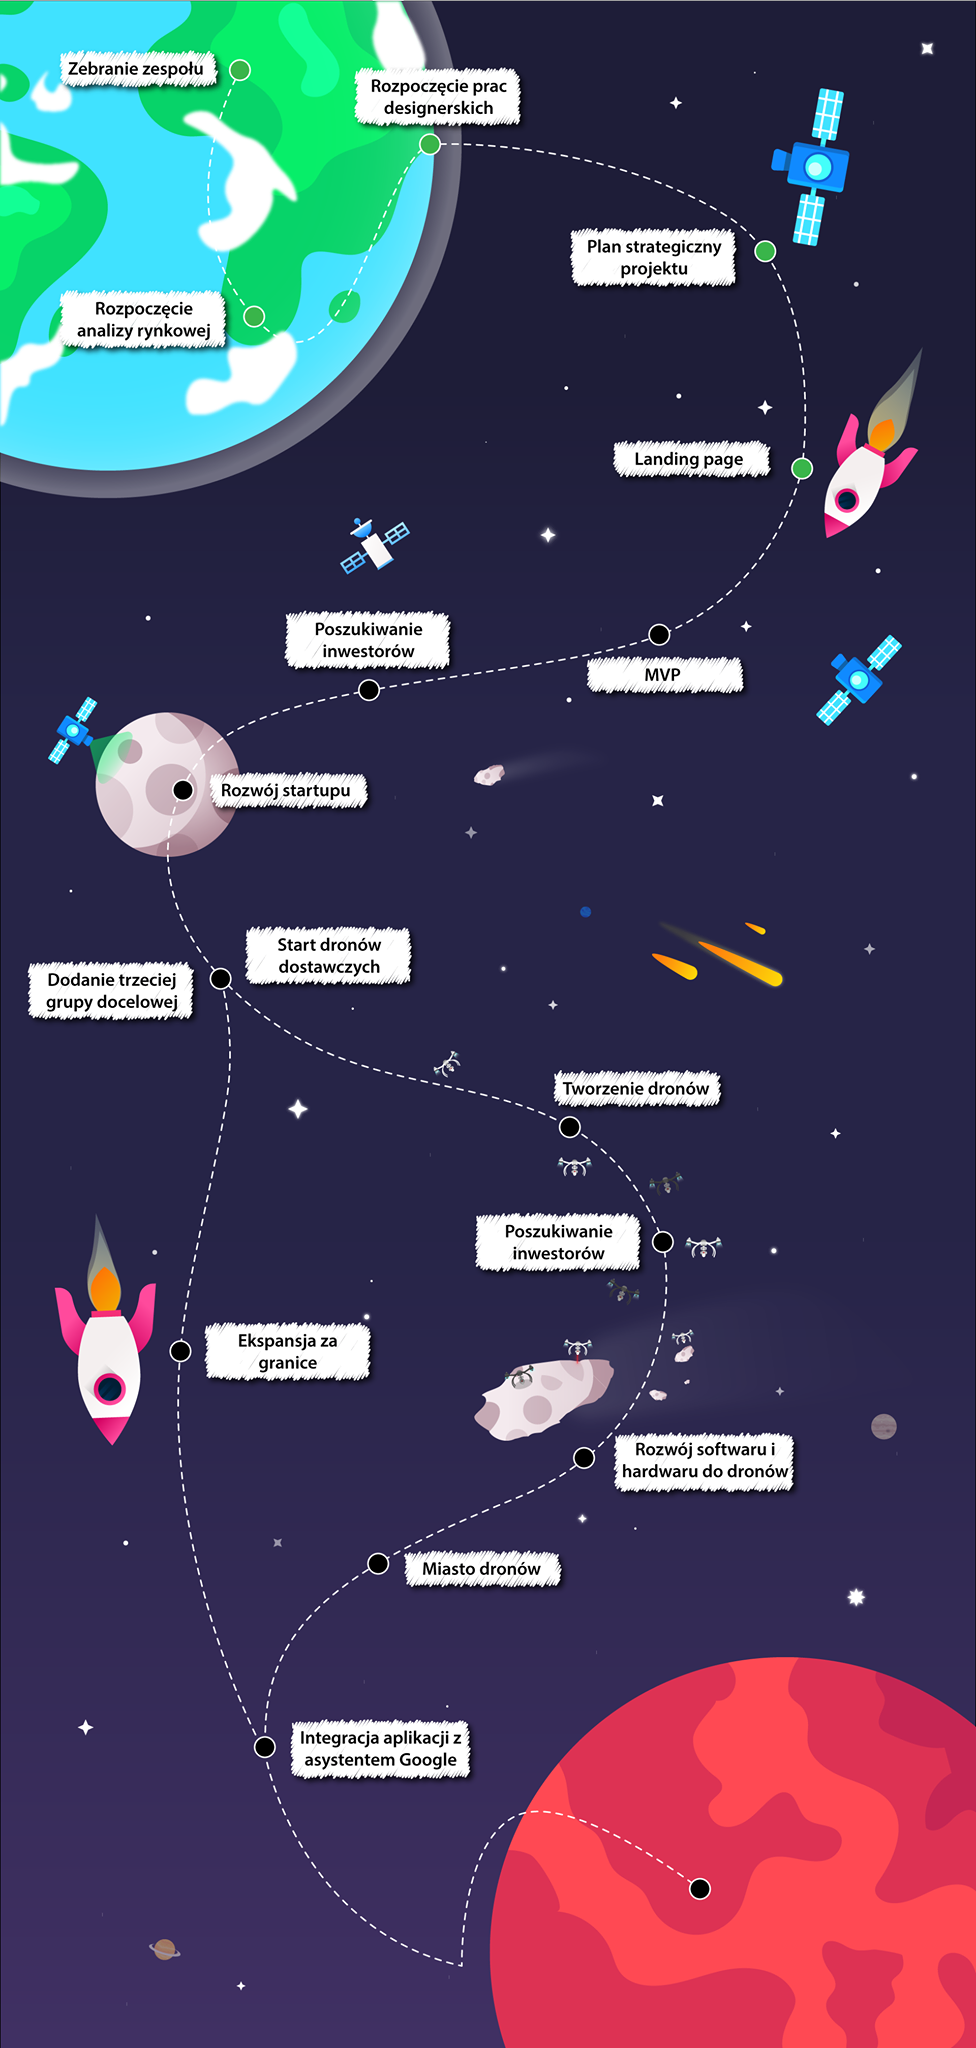 Zebranie zespołu
Rozpoczęcie prac
designerskich
Plan strategiczny
projektu
Rozpoczęcie
analizy rynkowej
Landing page
Poszukiwanie
inwestorów
MVP
Rozwój startupu
Start dronów
dostawczych
Dodanie trzeciej
grupy docelowej
Tworzenie dronów
Poszukiwanie
inwestorów
Ekspansja za
granice
Rozwój softwaru i
hardwaru do dronów
Miasto dronów
Integracja aplikacji z
asystentem Google